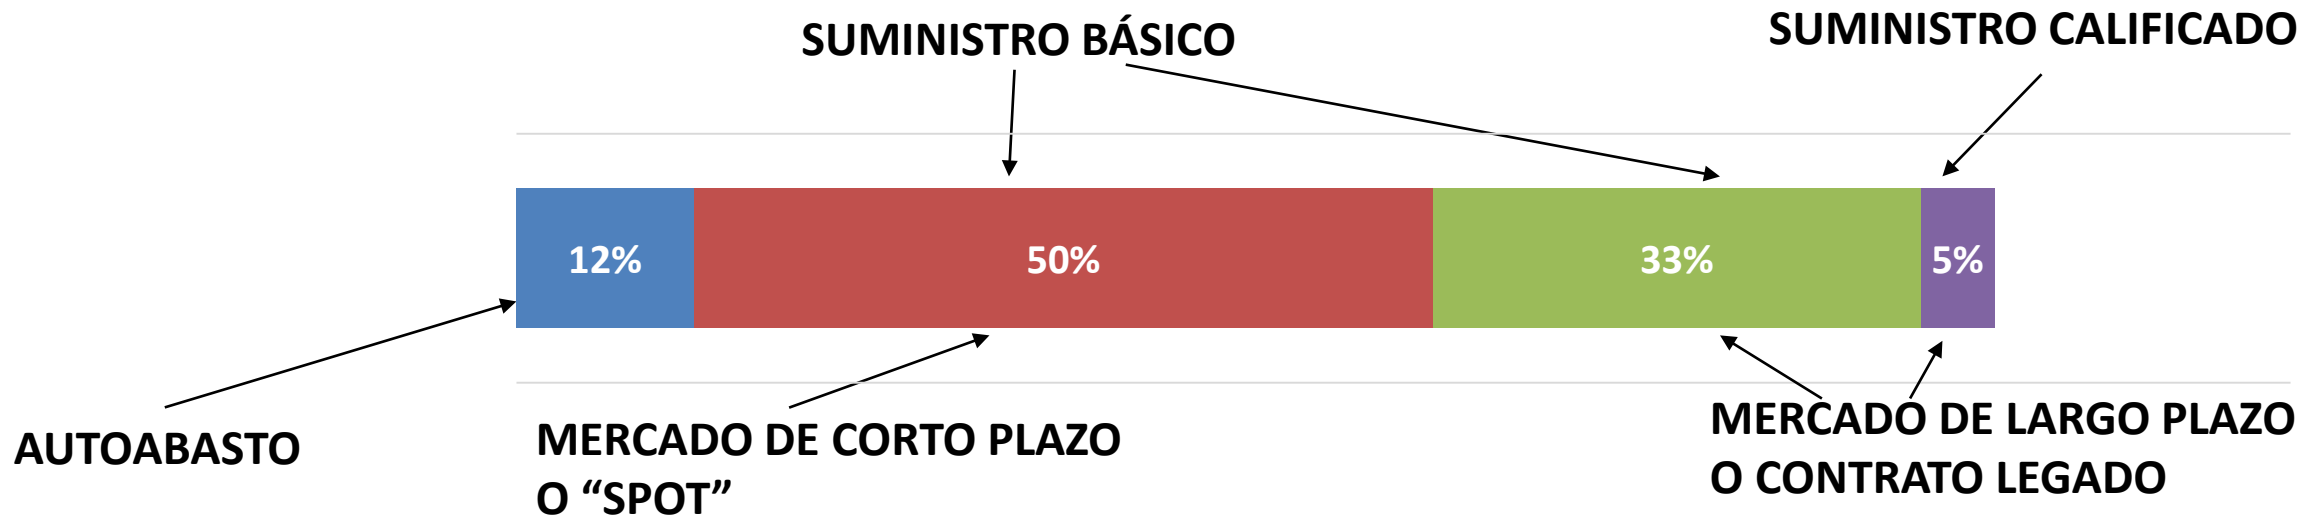 SUMINISTRO BÁSICO
SUMINISTRO CALIFICADO
12%
50%
33%
5%
AUTOABASTO
MERCADO DE CORTO PLAZO
O “SPOT”
MERCADO DE LARGO PLAZO
O CONTRATO LEGADO